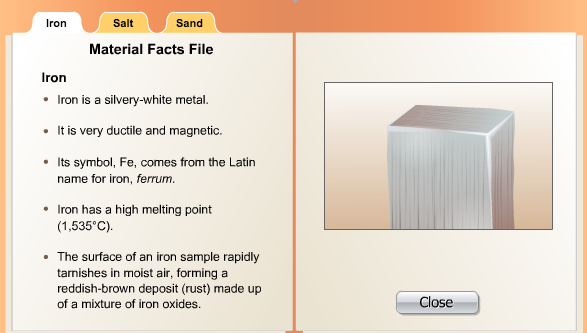 Iron Salt Sand
Material Facts File
Iron
• Iron is a silvery-white metal.
• It is very ductile and magnetic.
• Its symbol, Fe, comes from the Latin
name for iron, ferrum.
• Iron has a high melting point
(1,535°C).
• The surface of an iron sample rapidly
tarnishes in moist air, forming a
reddish-brown deposit (rust) made up
of a mixture of iron oxides.
Close